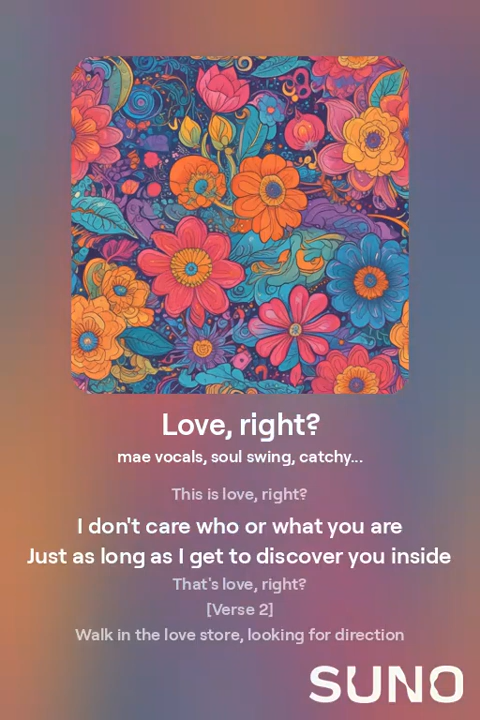 Love, right?
mae vocals, soul swing, catchy...
This is love, right?
I don't care who or what you are
Just as long as I get to discover you inside
That's love, right?
[Verse 2]
Walk in the love store, looking for direction
SUNO